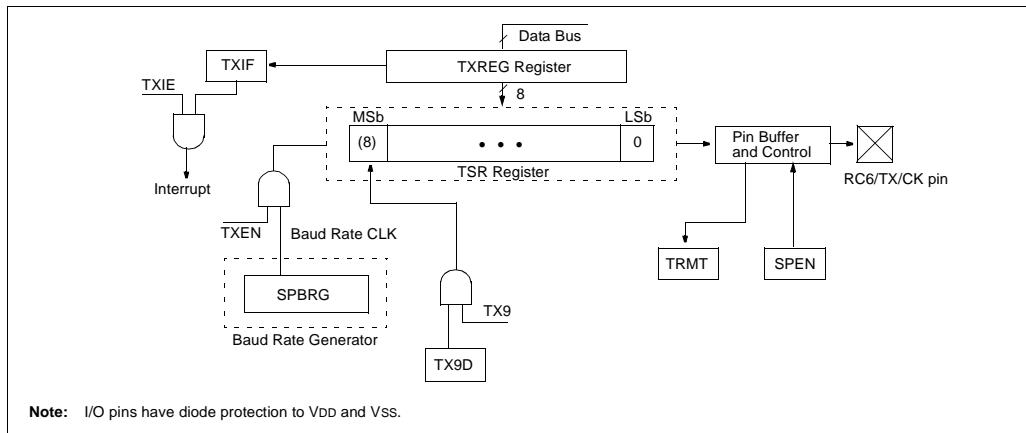 Data Bus
TXIF
TXREG Register
TXIE
8
MSb
LSb
(8)
• • •
0
Pin Buffer
and Control
TSR Register
RC6/TX/CK pin
Interrupt
TXEN
Baud Rate CLK
TRMT
SPEN
SPBRG
TX9
Baud Rate Generator
TX9D
Note: I/O pins have diode protection to VDD and VSS.